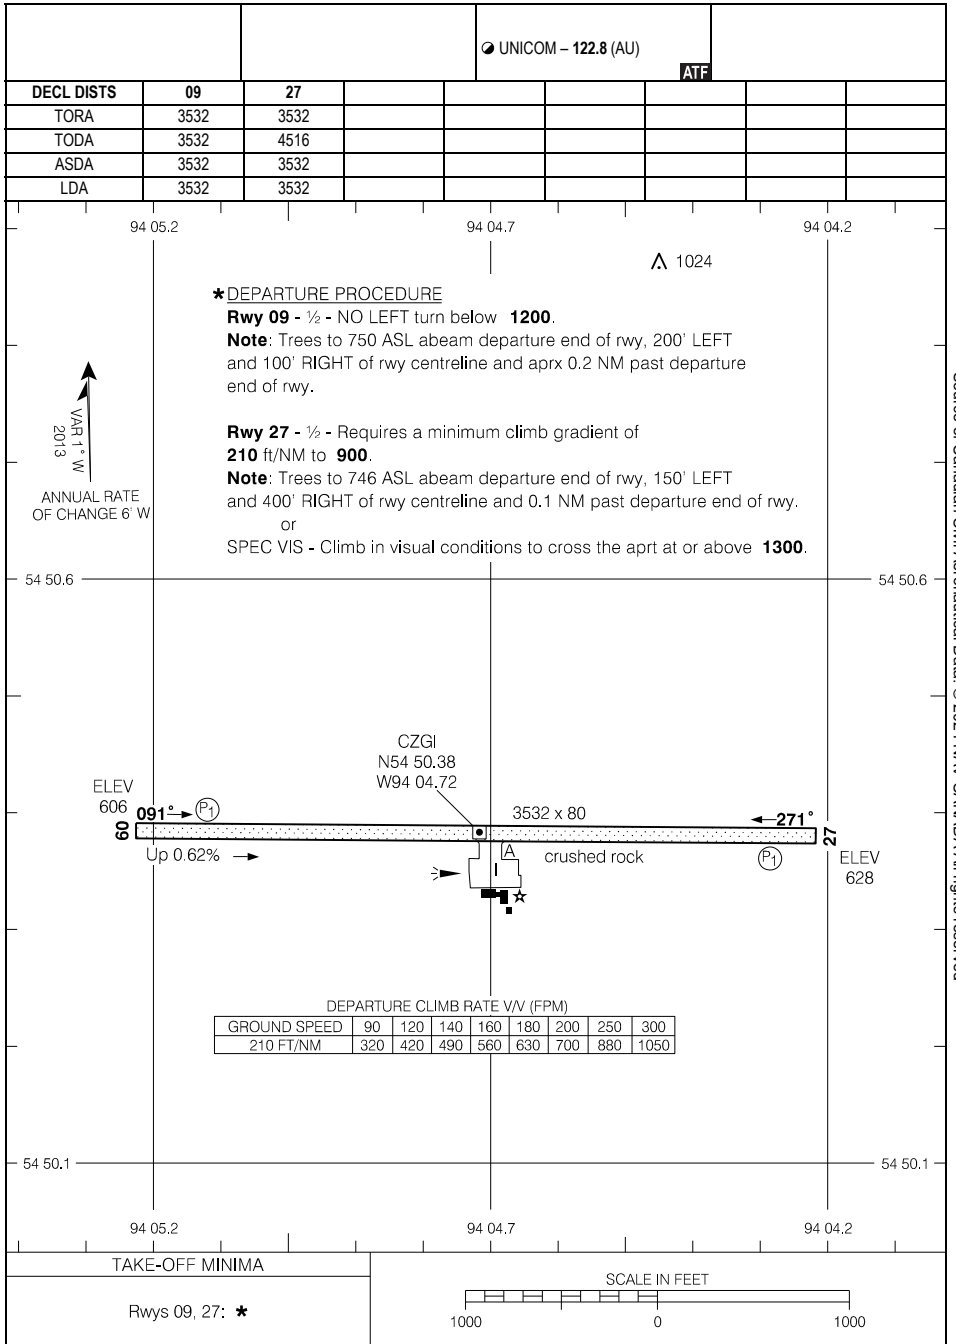 UNICOM – 122.8 (AU)
ATF
DECL DISTS 09 27
TORA 3532 3532
TODA 3532 4516
ASDA 3532 3532
LDA 3532 3532
94 05.2 94 04.7 94 04.2
1024
*DEPARTURE PROCEDURE
Rwy 09 - ½ - NO LEFT turn below 1200.
Note: Trees to 750 ASL abeam departure end of rwy, 200' LEFT
and 100' RIGHT of rwy centreline and aprx 0.2 NM past departure
end of rwy.
VAR 1° W
2013
ANNUAL RATE
OF CHANGE 6' W
Rwy 27 - ½ - Requires a minimum climb gradient of
210 ft/NM to 900.
Note: Trees to 746 ASL abeam departure end of rwy, 150' LEFT
and 400' RIGHT of rwy centreline and 0.1 NM past departure end of rwy.
or
SPEC VIS - Climb in visual conditions to cross the aprt at or above 1300.
54 50.6 54 50.6
CZGI
N54 50.38
W94 04.72
ELEV
606
091°
P1
3532 x 80
271°
09
27
Up 0.62%
A
crushed rock
P1
ELEV
628
DEPARTURE CLIMB RATE V/V (FPM)
GROUND SPEED 90 120 140 160 180 200 250 300
210 FT/NM 320 420 490 560 630 700 880 1050
54 50.1 54 50.1
94 05.2 94 04.7 94 04.2
TAKE-OFF MINIMA
Rwys 09, 27: *
SCALE IN FEET
1000 0 1000